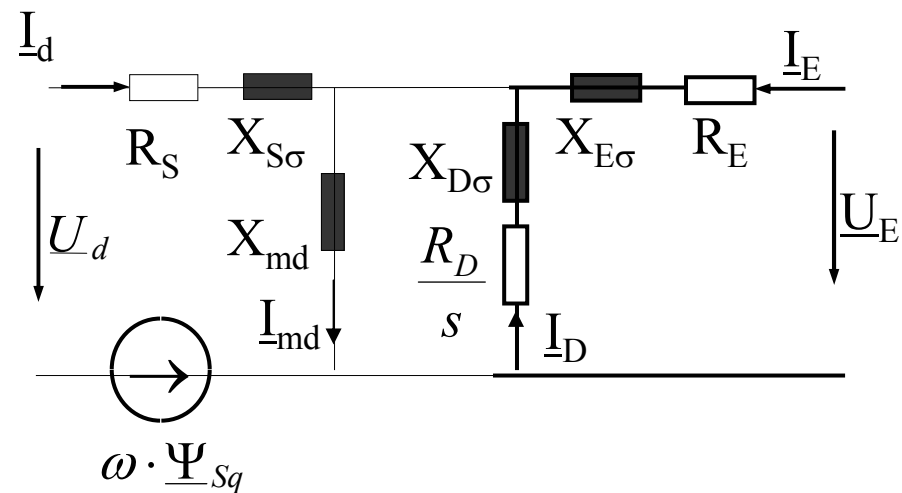 I_d
I_E
R_S
X_Sσ
X_Dσ
X_Eσ
R_E
U_d
X_md
R_D
s
U_E
I_md
I_D
ω · Ψ_Sq